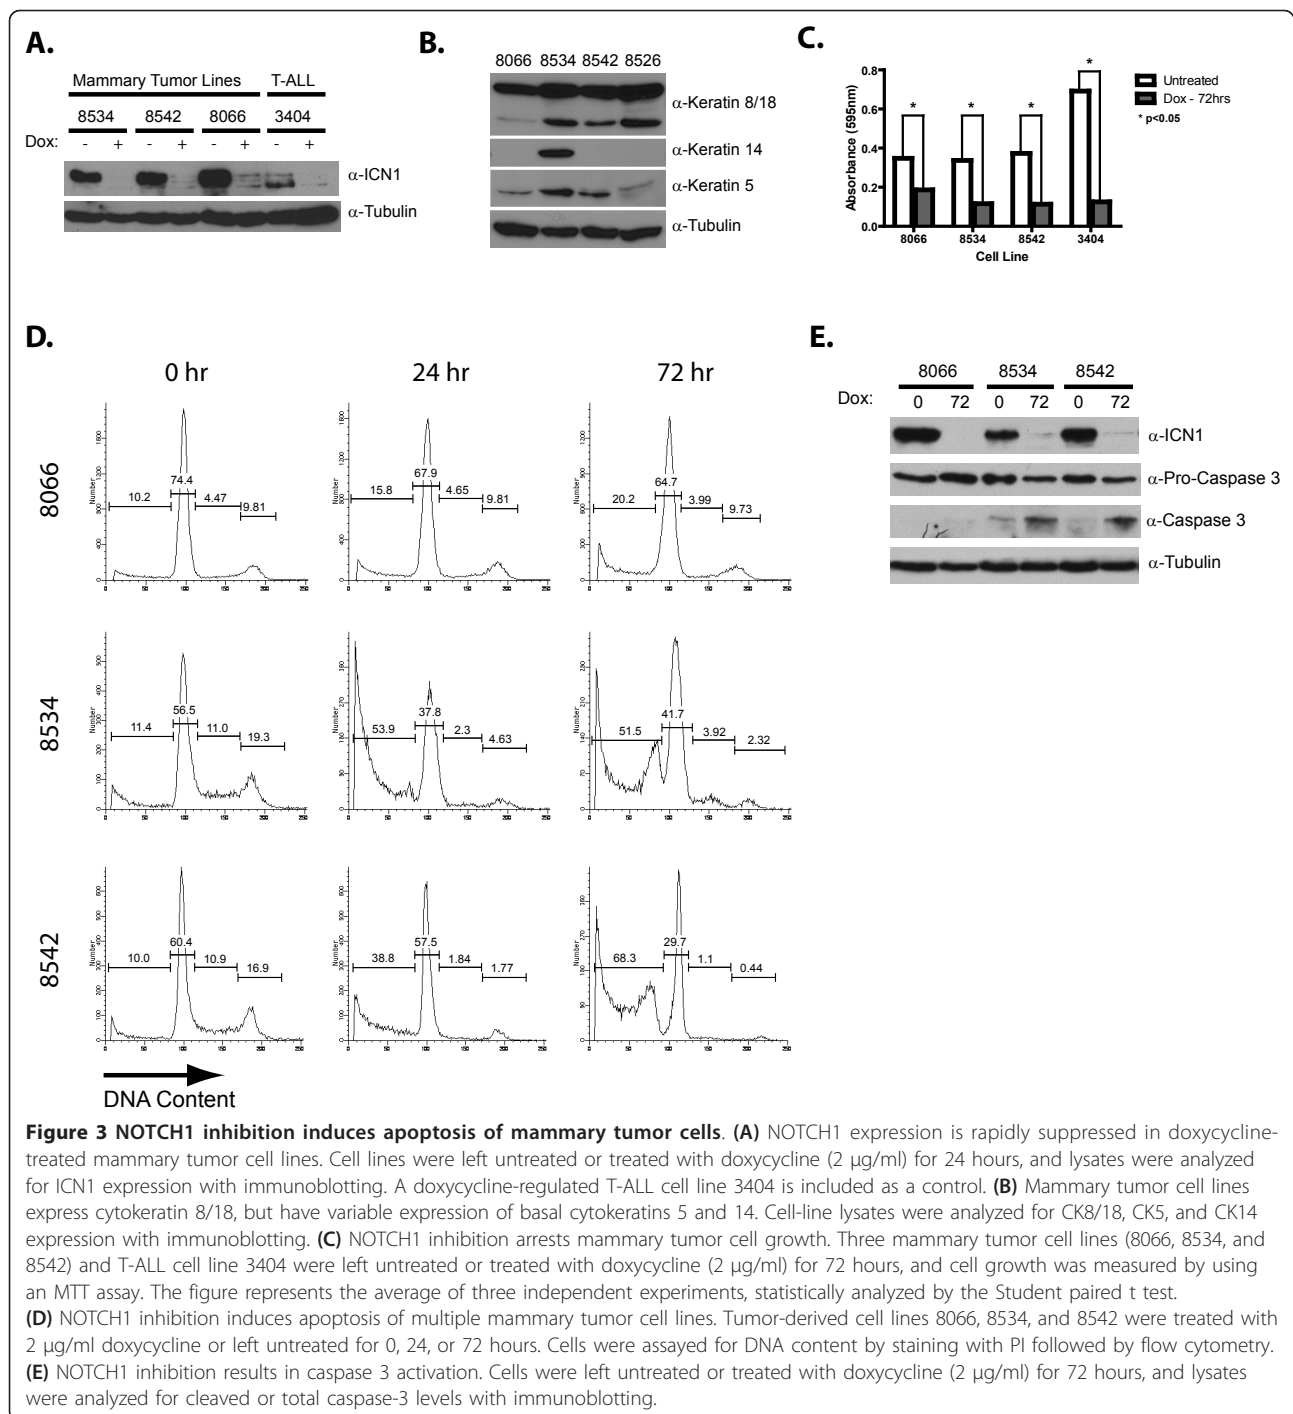 A.
Mammary Tumor Lines T-ALL
8534 8542 8066 3404
Dox: - + - + - + - +
α-ICN1
α-Tubulin
B.
8066 8534 8542 8526
α-Keratin 8/18
α-Keratin 14
α-Keratin 5
α-Tubulin
C.
0.8
0.6
0.4
0.2
0.0
Absorbance (595nm)
* * * *
8066 8534 8542 3404
Cell Line
Untreated
Dox - 72hrs
* p<0.05
D.
0 hr 24 hr 72 hr
8066
Number
10.2 74.4 4.47 9.81
Number
15.8 67.9 4.65 9.81
Number
20.2 64.7 3.99 9.73
8534
Number
11.4 56.5 11.0 19.3
Number
53.9 37.8 2.3 4.63
Number
51.5 41.7 3.92 2.32
8542
Number
10.0 60.4 10.9 16.9
Number
38.8 57.5 1.84 1.77
Number
68.3 29.7 1.1 0.44
DNA Content
E.
8066 8534 8542
Dox: 0 72 0 72 0 72
α-ICN1
α-Pro-Caspase 3
α-Caspase 3
α-Tubulin
Figure 3 NOTCH1 inhibition induces apoptosis of mammary tumor cells. (A) NOTCH1 expression is rapidly suppressed in doxycycline-
treated mammary tumor cell lines. Cell lines were left untreated or treated with doxycycline (2 μg/ml) for 24 hours, and lysates were analyzed
for ICN1 expression with immunoblotting. A doxycycline-regulated T-ALL cell line 3404 is included as a control. (B) Mammary tumor cell lines
express cytokeratin 8/18, but have variable expression of basal cytokeratins 5 and 14. Cell-line lysates were analyzed for CK8/18, CK5, and CK14
expression with immunoblotting. (C) NOTCH1 inhibition arrests mammary tumor cell growth. Three mammary tumor cell lines (8066, 8534, and
8542) and T-ALL cell line 3404 were left untreated or treated with doxycycline (2 μg/ml) for 72 hours, and cell growth was measured by using
an MTT assay. The figure represents the average of three independent experiments, statistically analyzed by the Student paired t test.
(D) NOTCH1 inhibition induces apoptosis of multiple mammary tumor cell lines. Tumor-derived cell lines 8066, 8534, and 8542 were treated with
2 μg/ml doxycycline or left untreated for 0, 24, or 72 hours. Cells were assayed for DNA content by staining with PI followed by flow cytometry.
(E) NOTCH1 inhibition results in caspase 3 activation. Cells were left untreated or treated with doxycycline (2 μg/ml) for 72 hours, and lysates
were analyzed for cleaved or total caspase-3 levels with immunoblotting.